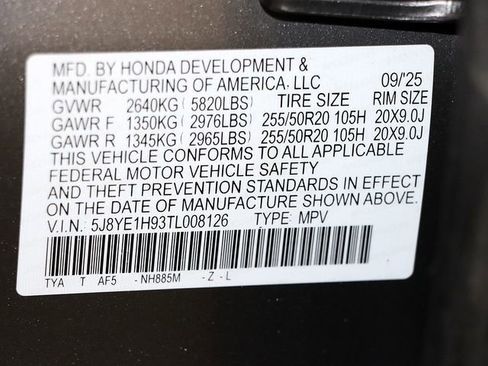 MFD. BY HONDA DEVELOPMENT &
MANUFACTURING OF AMERICA, LLC 09/'25
GVWR 2640KG ( 5820LBS) TIRE SIZE RIM SIZE
GAWR F 1350KG ( 2976LBS) 255/50R20 105H 20X9.0J
GAWR R 1345KG ( 2965LBS) 255/50R20 105H 20X9.0J
THIS VEHICLE CONFORMS TO ALL APPLICABLE
FEDERAL MOTOR VEHICLE SAFETY
AND THEFT PREVENTION STANDARDS IN EFFECT
ON THE DATE OF MANUFACTURE SHOWN ABOVE.
V.I.N: 5J8YE1H93TL008126 TYPE: MPV
TYA T AF5 -NH885M -Z-L